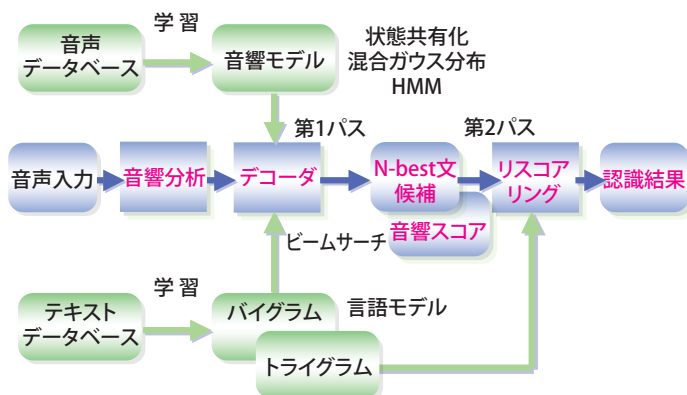 学 習
音声
データベース
音響モデル
状態共有化
混合ガウス分布
HMM
第1パス
第2パス
音声入力
音響分析
デコーダ
N-best文
候補
音響スコア
リスコア
リング
認識結果
ビームサーチ
学 習
テキスト
データベース
バイグラム
言語モデル
トライグラム